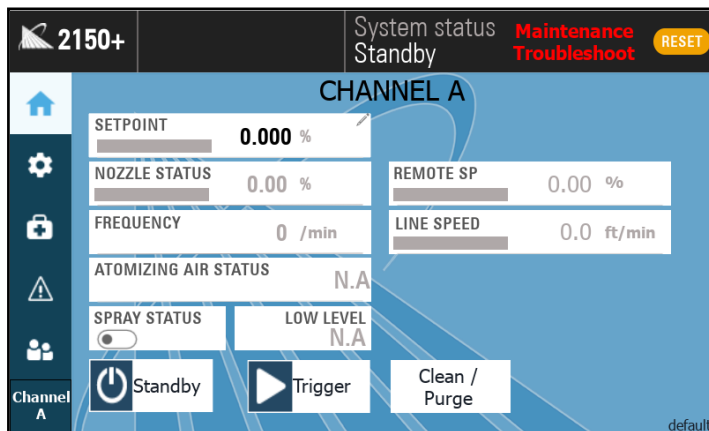 2150+
System status
Standby
Maintenance
Troubleshoot
RESET
CHANNEL A
SETPOINT
0.000 %
NOZZLE STATUS
0.00 %
REMOTE SP
0.00 %
FREQUENCY
0 /min
LINE SPEED
0.0 ft/min
ATOMIZING AIR STATUS
N.A
SPRAY STATUS
LOW LEVEL
N.A
Standby
Trigger
Clean /
Purge
Channel
A
default